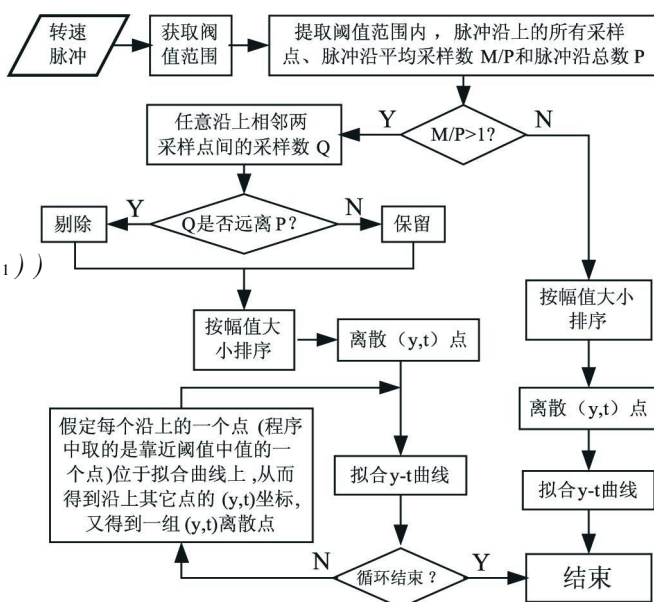 转速
脉冲
获取阀
值范围
提取阈值范围内，脉冲沿上的所有采样
点、脉冲沿平均采样数 M/P和脉冲沿总数 P
任意沿上相邻两
采样点间的采样数 Q
Y
M/P>1?
N
剔除
Y
Q是否远离 P?
N
保留
1 ) )
按幅值大
小排序
离散（y,t）点
按幅值大小
排序
假定每个沿上的一个点 (程序
中取的是靠近阈值中值的一
个点)位于拟合曲线上 ,从而
得到沿上其它点的 (y,t)坐标,
又得到一组 (y,t)离散点
拟合y-t曲线
离散（y,t）点
拟合y-t曲线
N
循环结束？
Y
结束